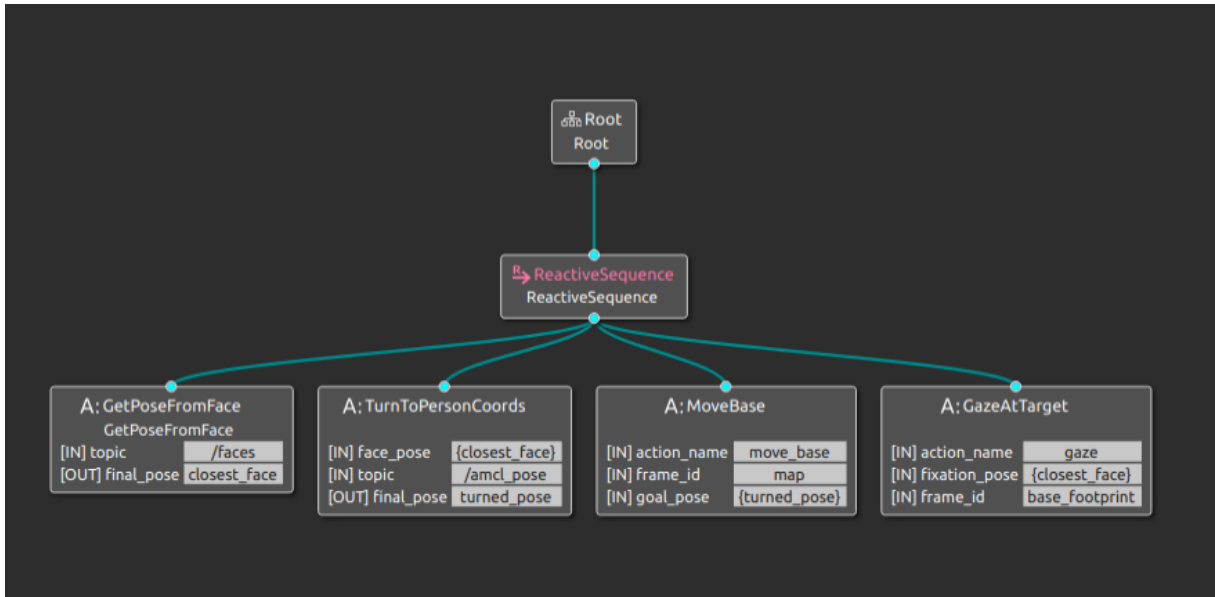 Root
Root
R ReactiveSequence
ReactiveSequence
A: GetPoseFromFace
GetPoseFromFace
[IN] topic /faces
[OUT] final_pose closest_face
A: TurnToPersonCoords
[IN] face_pose {closest_face}
[IN] topic /amcl_pose
[OUT] final_pose turned_pose
A: MoveBase
[IN] action_name move_base
[IN] frame_id map
[IN] goal_pose {turned_pose}
A: GazeAtTarget
[IN] action_name gaze
[IN] fixation_pose {closest_face}
[IN] frame_id base_footprint